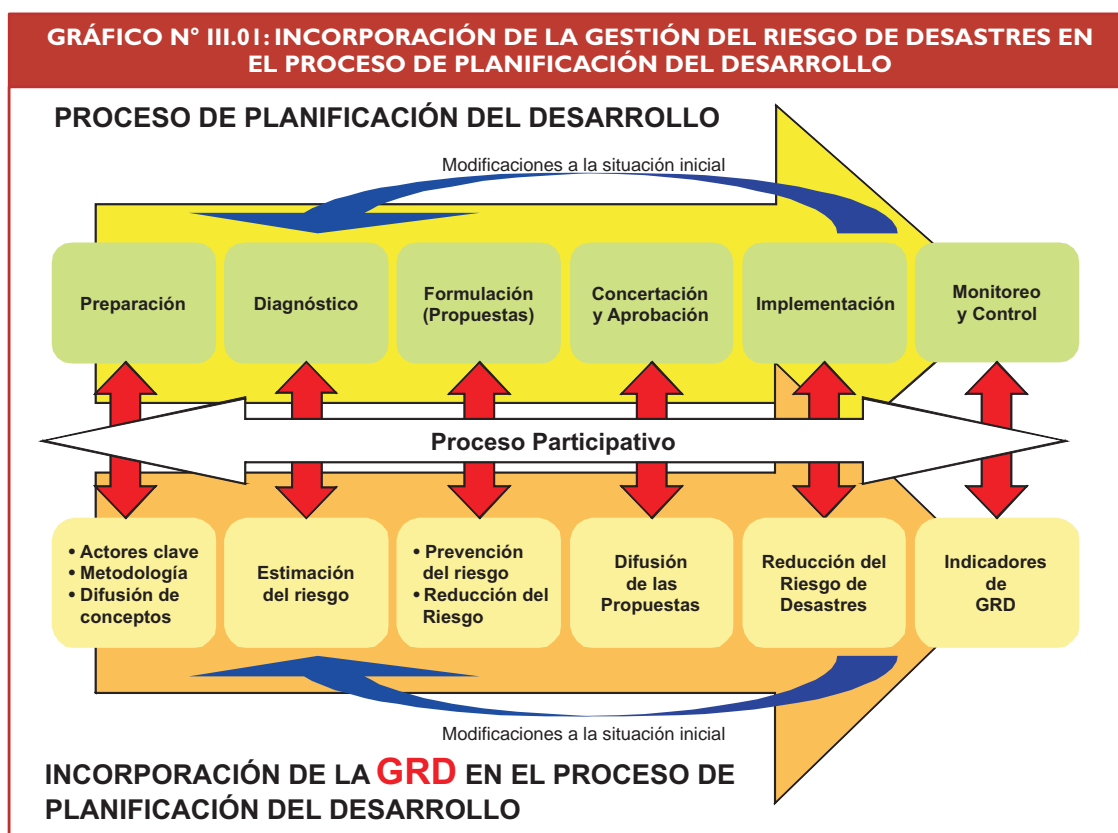 GRÁFICO N° III.01: INCORPORACIÓN DE LA GESTIÓN DEL RIESGO DE DESASTRES EN
EL PROCESO DE PLANIFICACIÓN DEL DESARROLLO
PROCESO DE PLANIFICACIÓN DEL DESARROLLO
Modificaciones a la situación inicial
Preparación
Diagnóstico
Formulación
(Propuestas)
Concertación
y Aprobación
Implementación
Monitoreo
y Control
Proceso Participativo
• Actores clave
• Metodología
• Difusión de
conceptos
Estimación
del riesgo
• Prevención
del riesgo
• Reducción del
Riesgo
Difusión
de las
Propuestas
Reducción del
Riesgo de
Desastres
Indicadores
de
GRD
Modificaciones a la situación inicial
INCORPORACIÓN DE LA GRD EN EL PROCESO DE
PLANIFICACIÓN DEL DESARROLLO